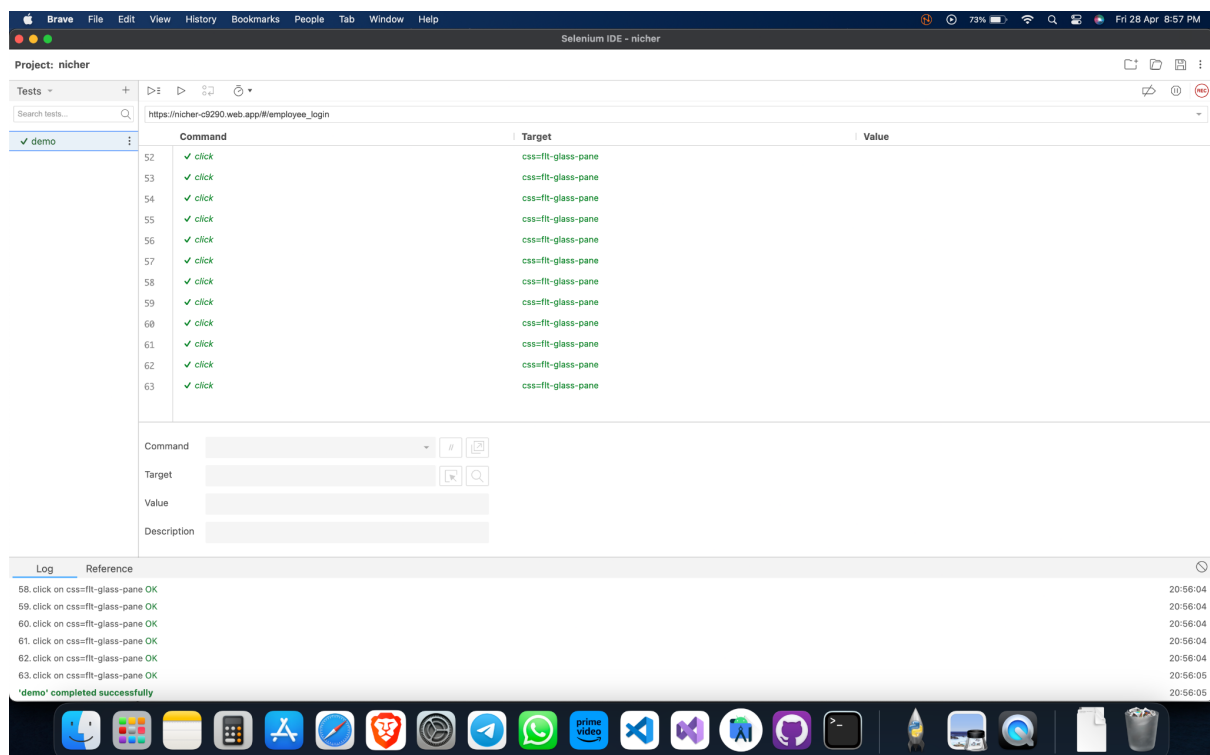 Brave File Edit View History Bookmarks People Tab Window Help 73% Fri 28 Apr 8:57 PM
Selenium IDE - nicher
Project: nicher
Tests +
REC
Search tests...
https://nicher-c9290.web.app/#/employee_login
Command Target Value
✓ demo
52 ✓ click css=flt-glass-pane
53 ✓ click css=flt-glass-pane
54 ✓ click css=flt-glass-pane
55 ✓ click css=flt-glass-pane
56 ✓ click css=flt-glass-pane
57 ✓ click css=flt-glass-pane
58 ✓ click css=flt-glass-pane
59 ✓ click css=flt-glass-pane
60 ✓ click css=flt-glass-pane
61 ✓ click css=flt-glass-pane
62 ✓ click css=flt-glass-pane
63 ✓ click css=flt-glass-pane
Command //
Target
Value
Description
Log Reference
58. click on css=flt-glass-pane OK 20:56:04
59. click on css=flt-glass-pane OK 20:56:04
60. click on css=flt-glass-pane OK 20:56:04
61. click on css=flt-glass-pane OK 20:56:04
62. click on css=flt-glass-pane OK 20:56:04
63. click on css=flt-glass-pane OK 20:56:05
'demo' completed successfully 20:56:05
prime
video